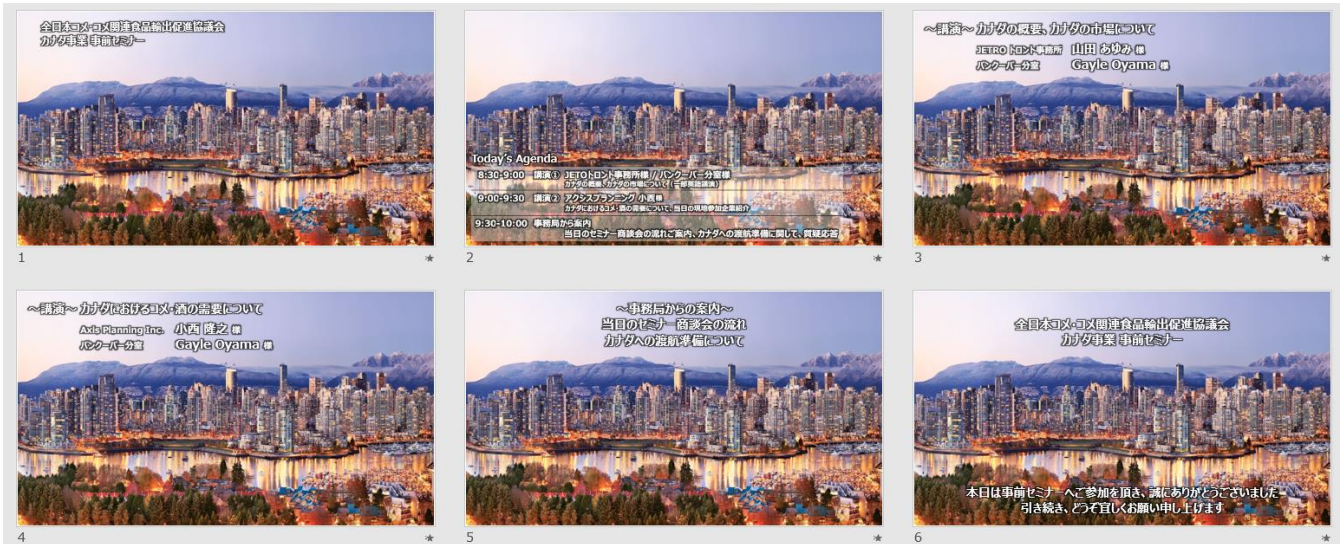 全日本コメ・コメ関連食品輸出促進協議会
カナダ事業 事前セミナー
1
Today's Agenda
8:30-9:00 講演① JETOトロント事務所様 / バンクーバー分室様
カナダの概要、カナダの市場について（一部英語講演）
9:00-9:30 講演② アクシスプランニング 小西様
カナダにおけるコメ・酒の需要について、当日の現地参加企業紹介
9:30-10:00 事務局から案内
当日のセミナー商談会の流れご案内、カナダへの渡航準備に関して、質疑応答
2
～講演～ カナダの概要、カナダの市場について
JETRO トロント事務所 山田 あゆみ 様
バンクーバー分室 Gayle Oyama 様
3
～講演～ カナダにおけるコメ・酒の需要について
Axis Planning Inc. 小西 隆之 様
バンクーバー分室 Gayle Oyama 様
4
～事務局からの案内～
当日のセミナー商談会の流れ
カナダへの渡航準備について
5
全日本コメ・コメ関連食品輸出促進協議会
カナダ事業 事前セミナー
本日は事前セミナーへご参加を頂き、誠にありがとうございました
引き続き、どうぞ宜しくお願い申し上げます
6